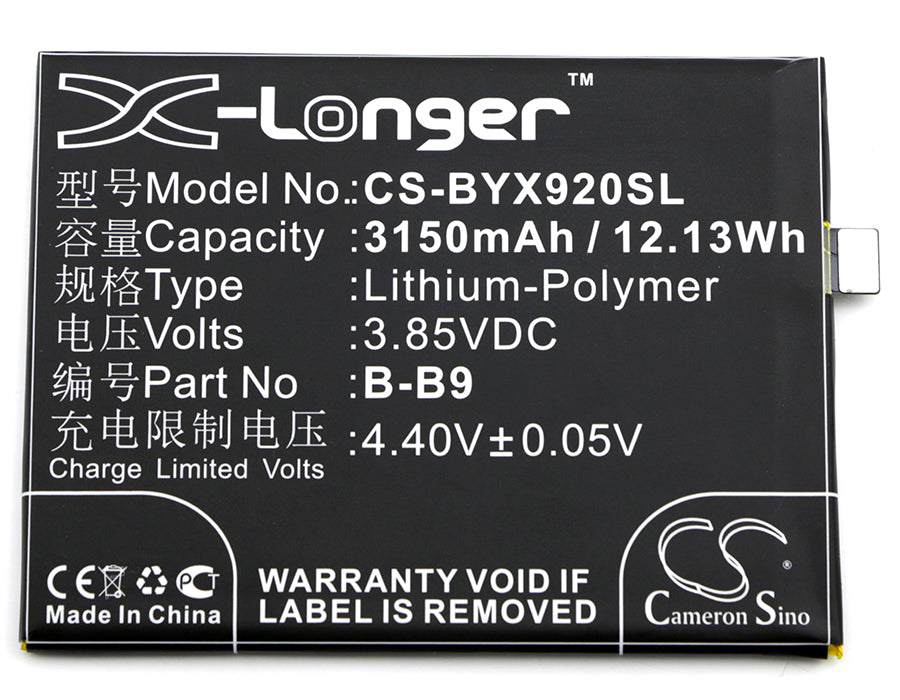 X-Longer™
型号Model No.:CS-BYX920SL
容量Capacity :3150mAh / 12.13Wh
规格Type :Lithium-Polymer
电压Volts :3.85VDC
编号Part No :B-B9
充电限制电压 :4.40V±0.05V
Charge Limited Volts
CE PCT
Made In China
WARRANTY VOID IF
LABEL IS REMOVED
CS®
Cameron Sino